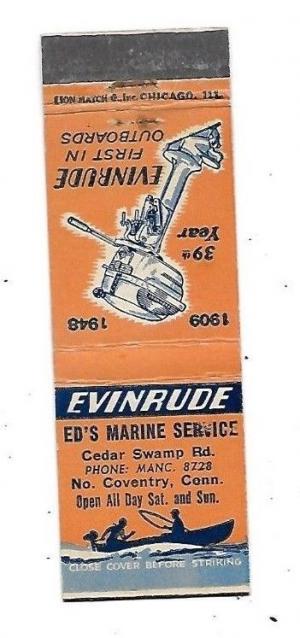 LION MATCH C., Inc. CHICAGO, ILL.
EVINRUDE
FIRST IN
OUTBOARDS
39th
Year
1909 1948
EVINRUDE
ED'S MARINE SERVICE
Cedar Swamp Rd.
PHONE: MANC. 8728
No. Coventry, Conn.
Open All Day Sat. and Sun.
CLOSE COVER BEFORE STRIKING